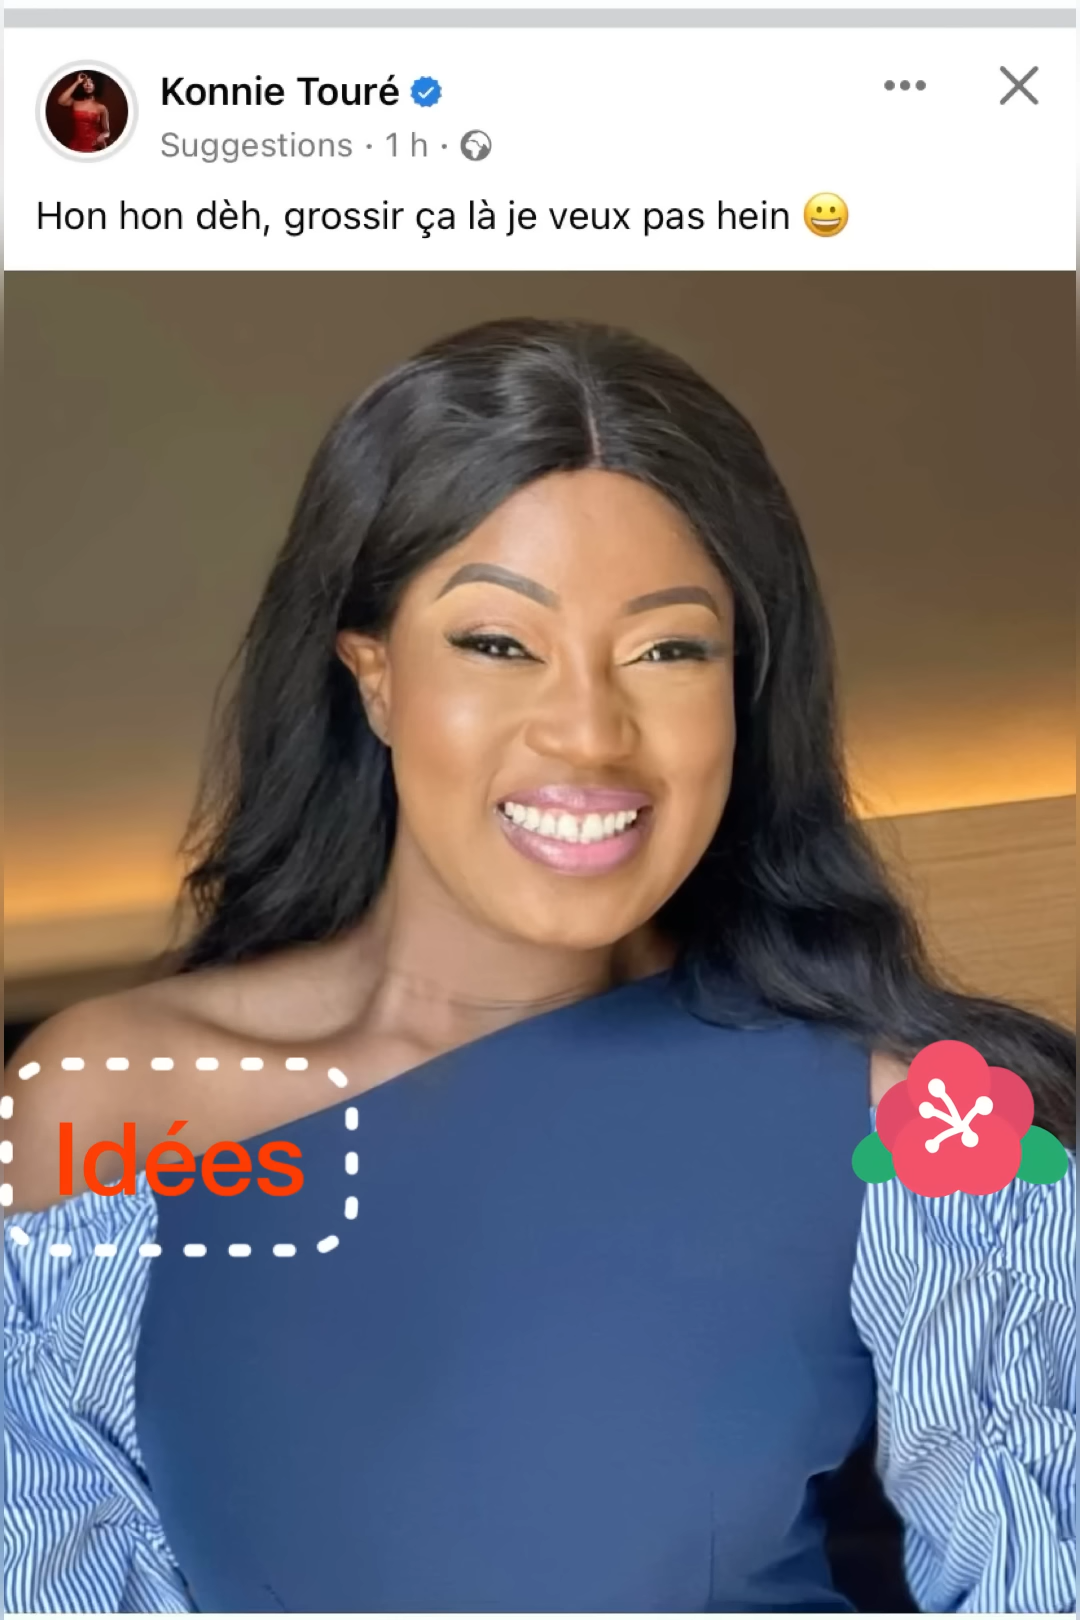 Konnie Touré
Suggestions · 1 h ·
Hon hon dèh, grossir ça là je veux pas hein 😀
Idées